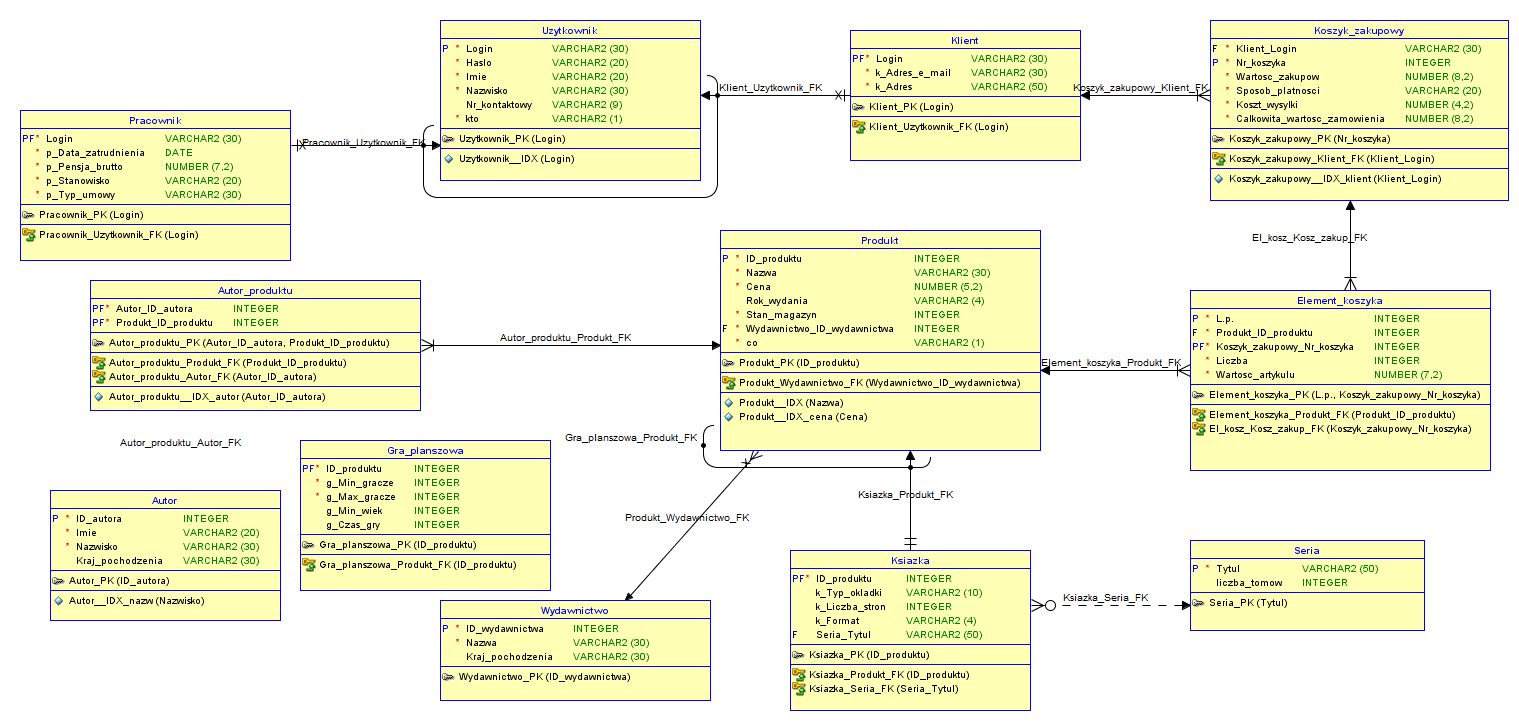 Uzytkownik
P * Login VARCHAR2 (30)
* Haslo VARCHAR2 (20)
* Imie VARCHAR2 (20)
* Nazwisko VARCHAR2 (30)
Nr_kontaktowy VARCHAR2 (9)
* kto VARCHAR2 (1)
Uzytkownik_PK (Login)
Uzytkownik__IDX (Login)
Klient_Uzytkownik_FK
Klient
PF* Login VARCHAR2 (30)
* k_Adres_e_mail VARCHAR2 (30)
* k_Adres VARCHAR2 (50)
Klient_PK (Login)
Klient_Uzytkownik_FK (Login)
Koszyk_zakupowy_Klient_FK
Koszyk_zakupowy
F * Klient_Login VARCHAR2 (30)
P * Nr_koszyka INTEGER
* Wartosc_zakupow NUMBER (8,2)
* Sposob_platnosci VARCHAR2 (20)
* Koszt_wysylki NUMBER (4,2)
* Calkowita_wartosc_zamowienia NUMBER (8,2)
Koszyk_zakupowy_PK (Nr_koszyka)
Koszyk_zakupowy_Klient_FK (Klient_Login)
Koszyk_zakupowy__IDX_klient (Klient_Login)
Pracownik
PF* Login VARCHAR2 (30)
* p_Data_zatrudnienia DATE
* p_Pensja_brutto NUMBER (7,2)
* p_Stanowisko VARCHAR2 (20)
* p_Typ_umowy VARCHAR2 (30)
Pracownik_PK (Login)
Pracownik_Uzytkownik_FK (Login)
Pracownik_Uzytkownik_FK
El_kosz_Kosz_zakup_FK
Produkt
P * ID_produktu INTEGER
* Nazwa VARCHAR2 (30)
* Cena NUMBER (5,2)
Rok_wydania VARCHAR2 (4)
* Stan_magazyn INTEGER
F * Wydawnictwo_ID_wydawnictwa INTEGER
* co VARCHAR2 (1)
Produkt_PK (ID_produktu)
Produkt_Wydawnictwo_FK (Wydawnictwo_ID_wydawnictwa)
Produkt__IDX (Nazwa)
Produkt__IDX_cena (Cena)
Autor_produktu
PF* Autor_ID_autora INTEGER
PF* Produkt_ID_produktu INTEGER
Autor_produktu_PK (Autor_ID_autora, Produkt_ID_produktu)
Autor_produktu_Produkt_FK (Produkt_ID_produktu)
Autor_produktu_Autor_FK (Autor_ID_autora)
Autor_produktu__IDX_autor (Autor_ID_autora)
Autor_produktu_Produkt_FK
Element_koszyka_Produkt_FK
Element_koszyka
P * L.p. INTEGER
F * Produkt_ID_produktu INTEGER
PF* Koszyk_zakupowy_Nr_koszyka INTEGER
* Liczba INTEGER
* Wartosc_artykulu NUMBER (7,2)
Element_koszyka_PK (L.p., Koszyk_zakupowy_Nr_koszyka)
Element_koszyka_Produkt_FK (Produkt_ID_produktu)
El_kosz_Kosz_zakup_FK (Koszyk_zakupowy_Nr_koszyka)
Autor_produktu_Autor_FK
Gra_planszowa_Produkt_FK
Gra_planszowa
PF* ID_produktu INTEGER
* g_Min_gracze INTEGER
* g_Max_gracze INTEGER
g_Min_wiek INTEGER
g_Czas_gry INTEGER
Gra_planszowa_PK (ID_produktu)
Gra_planszowa_Produkt_FK (ID_produktu)
Autor
P * ID_autora INTEGER
* Imie VARCHAR2 (20)
* Nazwisko VARCHAR2 (30)
Kraj_pochodzenia VARCHAR2 (30)
Autor_PK (ID_autora)
Autor__IDX_nazw (Nazwisko)
Ksiazka_Produkt_FK
Produkt_Wydawnictwo_FK
Wydawnictwo
P * ID_wydawnictwa INTEGER
* Nazwa VARCHAR2 (30)
Kraj_pochodzenia VARCHAR2 (30)
Wydawnictwo_PK (ID_wydawnictwa)
Ksiazka
PF* ID_produktu INTEGER
k_Typ_okladki VARCHAR2 (10)
k_Liczba_stron INTEGER
k_Format VARCHAR2 (4)
F Seria_Tytul VARCHAR2 (50)
Ksiazka_PK (ID_produktu)
Ksiazka_Produkt_FK (ID_produktu)
Ksiazka_Seria_FK (Seria_Tytul)
Ksiazka_Seria_FK
Seria
P * Tytul VARCHAR2 (50)
liczba_tomow INTEGER
Seria_PK (Tytul)